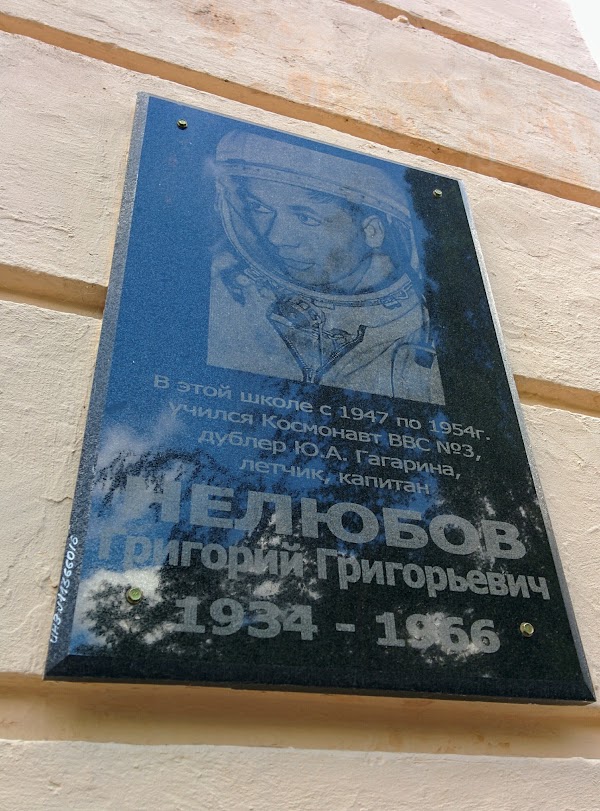 В этой школе с 1947 по 1954г.
учился Космонавт ВВС №3,
дублер Ю.А. Гагарина,
летчик, капитан
НЕЛЮБОВ
Григорий Григорьевич
1934 - 1966